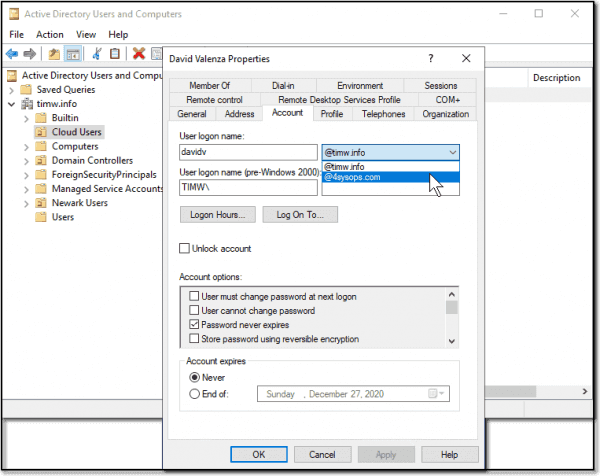 Active Directory Users and Computers
File Action View Help
Active Directory Users and Compu
Saved Queries
timw.info
Builtin
Cloud Users
Computers
Domain Controllers
ForeignSecurityPrincipals
Managed Service Accounts
Newark Users
Users
Description
David Valenza Properties
? 
Member Of Dial-in Environment Sessions
Remote control Remote Desktop Services Profile COM+
General Address Account Profile Telephones Organization
User logon name:
davidv @timw.info
@timw.info
User logon name (pre-Windows 2000): @4sysops.com
TIMW\
Logon Hours... Log On To...
Unlock account
Account options:
User must change password at next logon
User cannot change password
Password never expires
Store password using reversible encryption
Account expires
Never
End of: Sunday , December 27, 2020
OK Cancel Apply Help